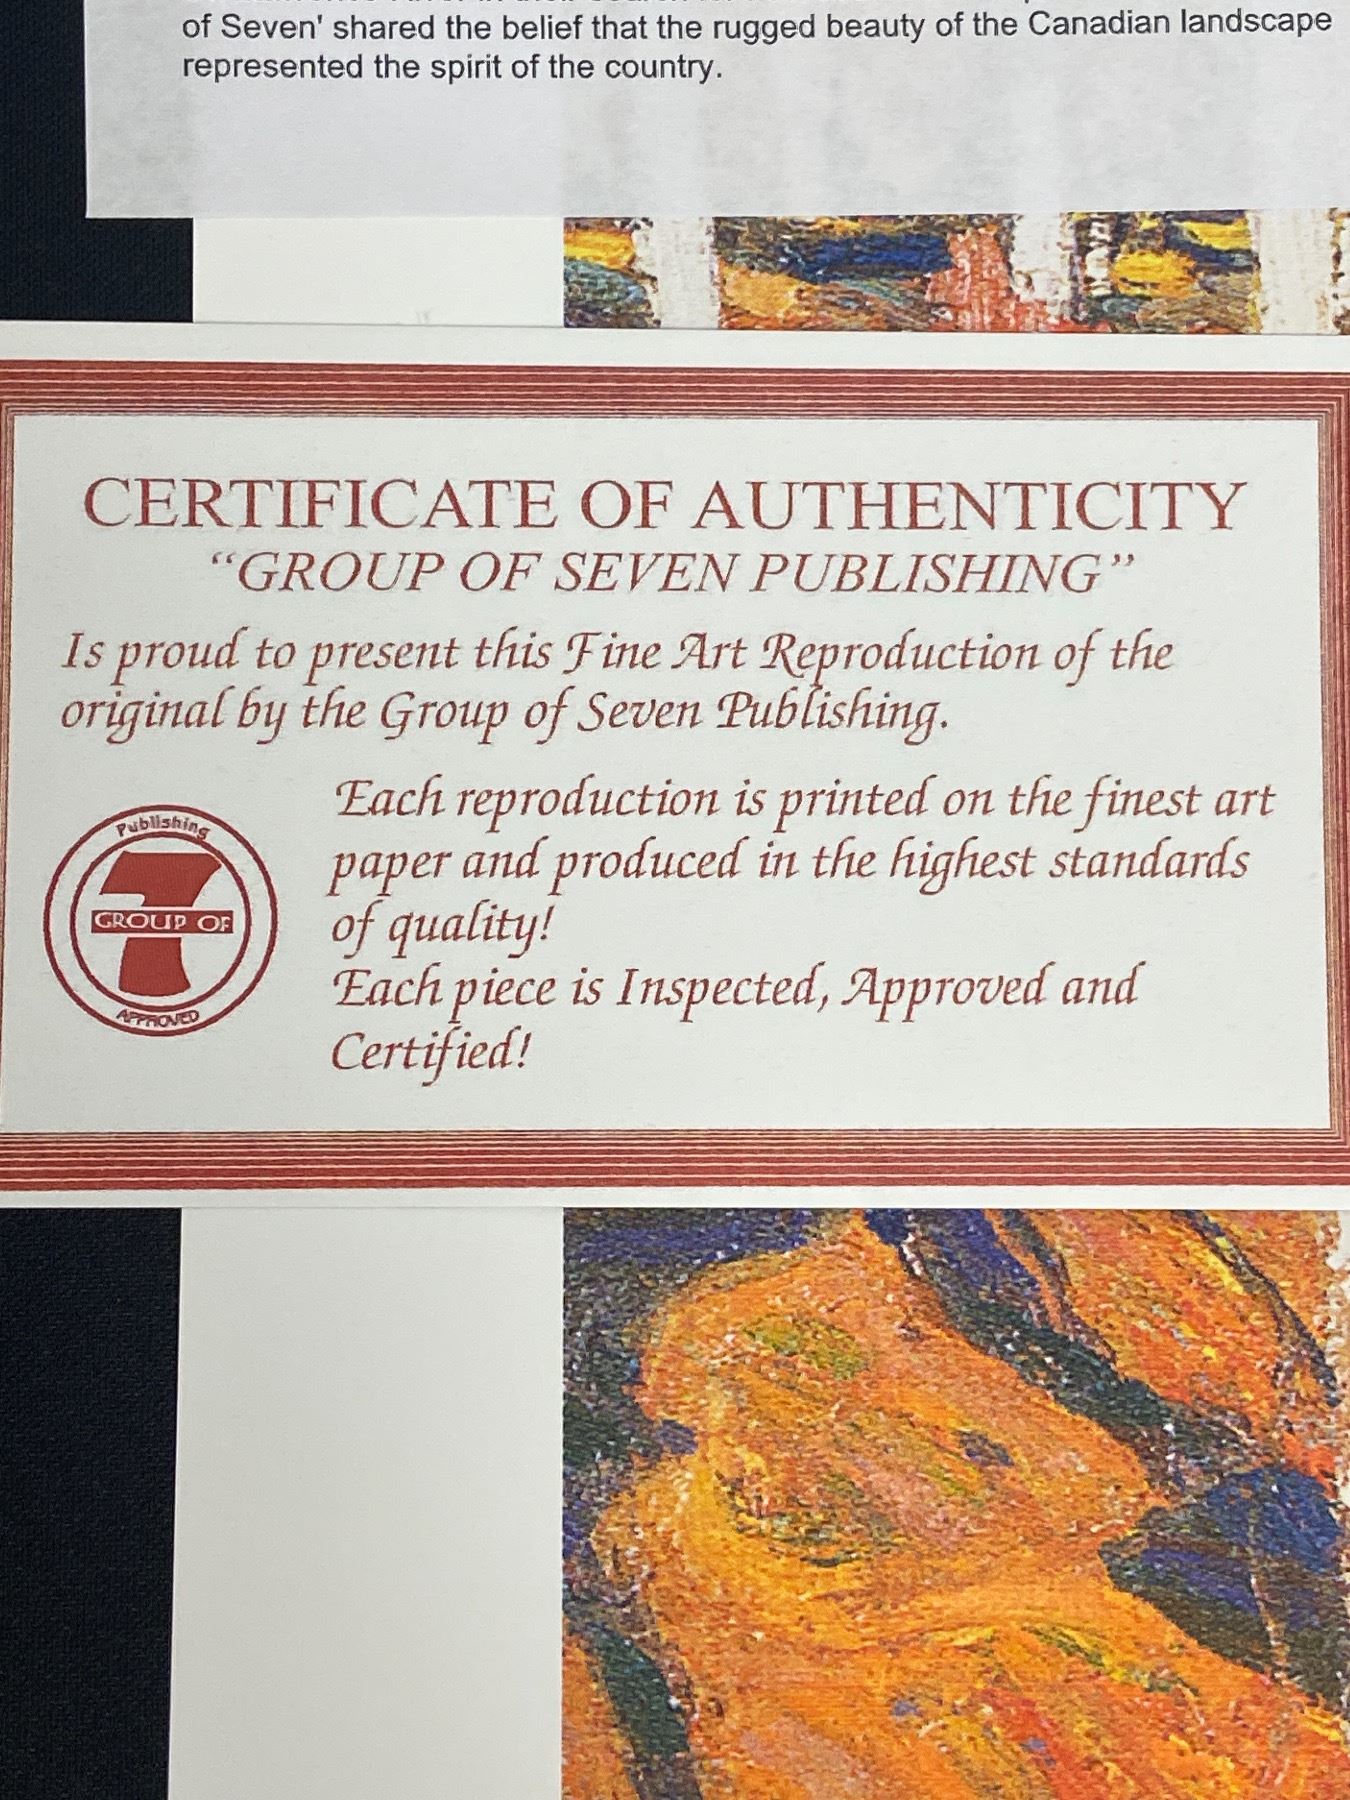 of Seven' shared the belief that the rugged beauty of the Canadian landscape
represented the spirit of the country.
CERTIFICATE OF AUTHENTICITY
“GROUP OF SEVEN PUBLISHING”
Is proud to present this Fine Art Reproduction of the
original by the Group of Seven Publishing.
Each reproduction is printed on the finest art
paper and produced in the highest standards
of quality!
Each piece is Inspected, Approved and
Certified!
Publishing
GROUP OF
7
APPROVED